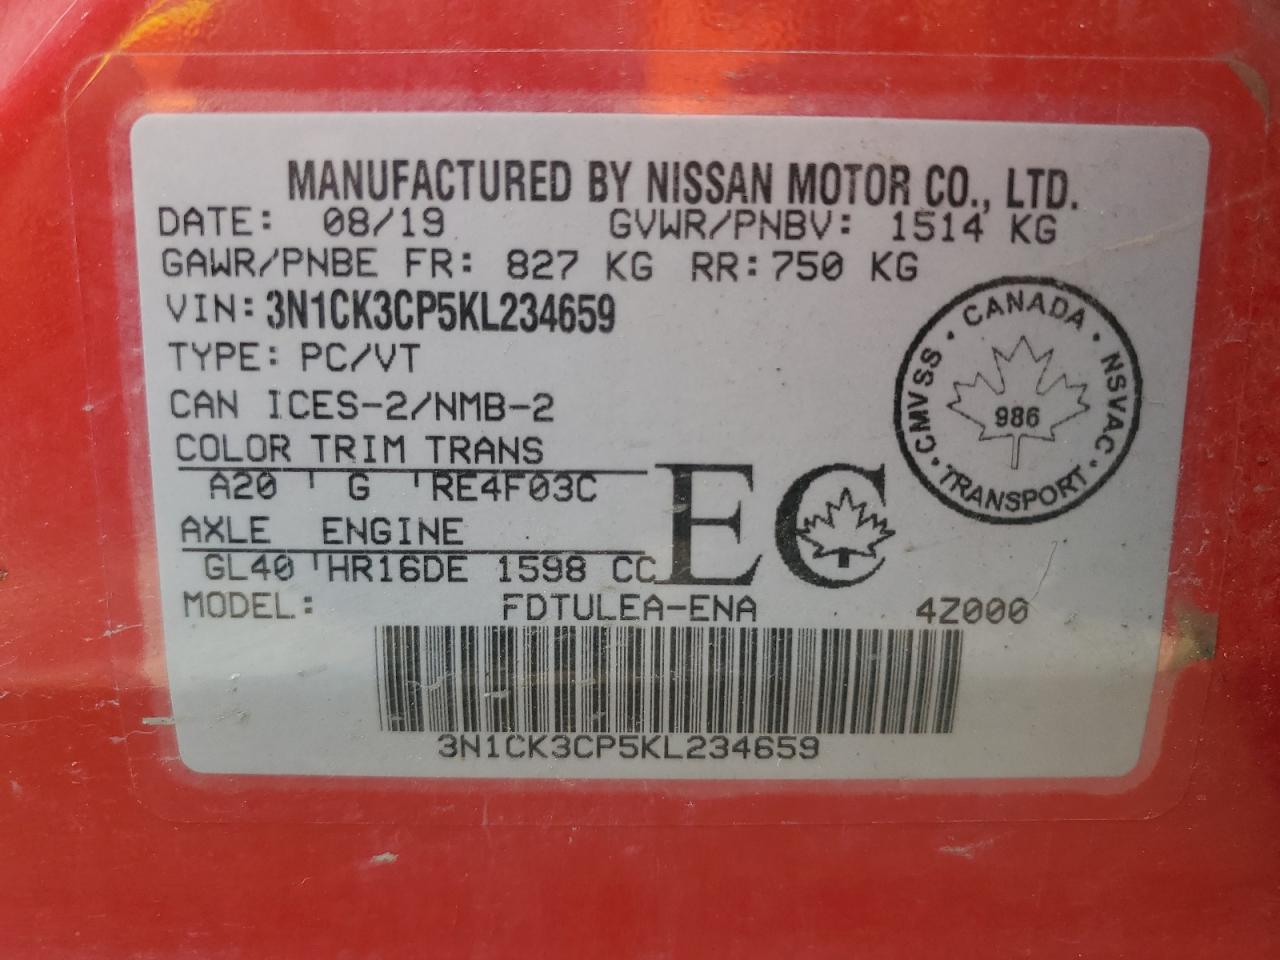 MANUFACTURED BY NISSAN MOTOR CO., LTD.
DATE: 08/19 GVWR/PNBV: 1514 KG
GAWR/PNBE FR: 827 KG RR: 750 KG
VIN: 3N1CK3CP5KL234659
TYPE: PC/VT
CAN ICES-2/NMB-2
COLOR TRIM TRANS
A20 ' G 'RE4F03C
AXLE ENGINE
GL40 'HR16DE 1598 CC
EC
CANADA · NSVAC · TRANSPORT · CMVSS ·
986
MODEL: FDTULEA-ENA 4Z000
3N1CK3CP5KL234659